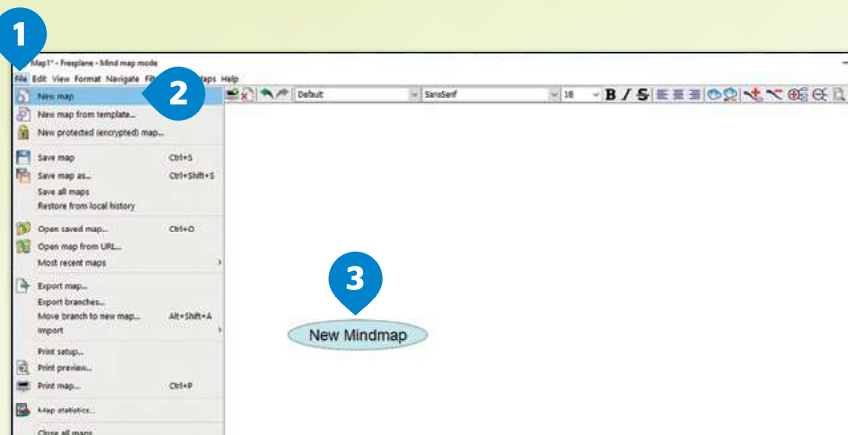 1
Map1* - Freeplane - Mind map mode
File Edit View Format Navigate Maps Help
2
New map
Default SansSerif 18 B I S
New map from template...
New protected (encrypted) map...
Save map Ctrl+S
Save map as... Ctrl+Shift+S
Save all maps
Restore from local history
Open saved map... Ctrl+O
Open map from URL...
Most recent maps
3
Export map...
Export branches...
Move branch to new map... Alt+Shift+A
Import
New Mindmap
Print setup...
Print preview...
Print map... Ctrl+P
Map statistics...
Close all maps